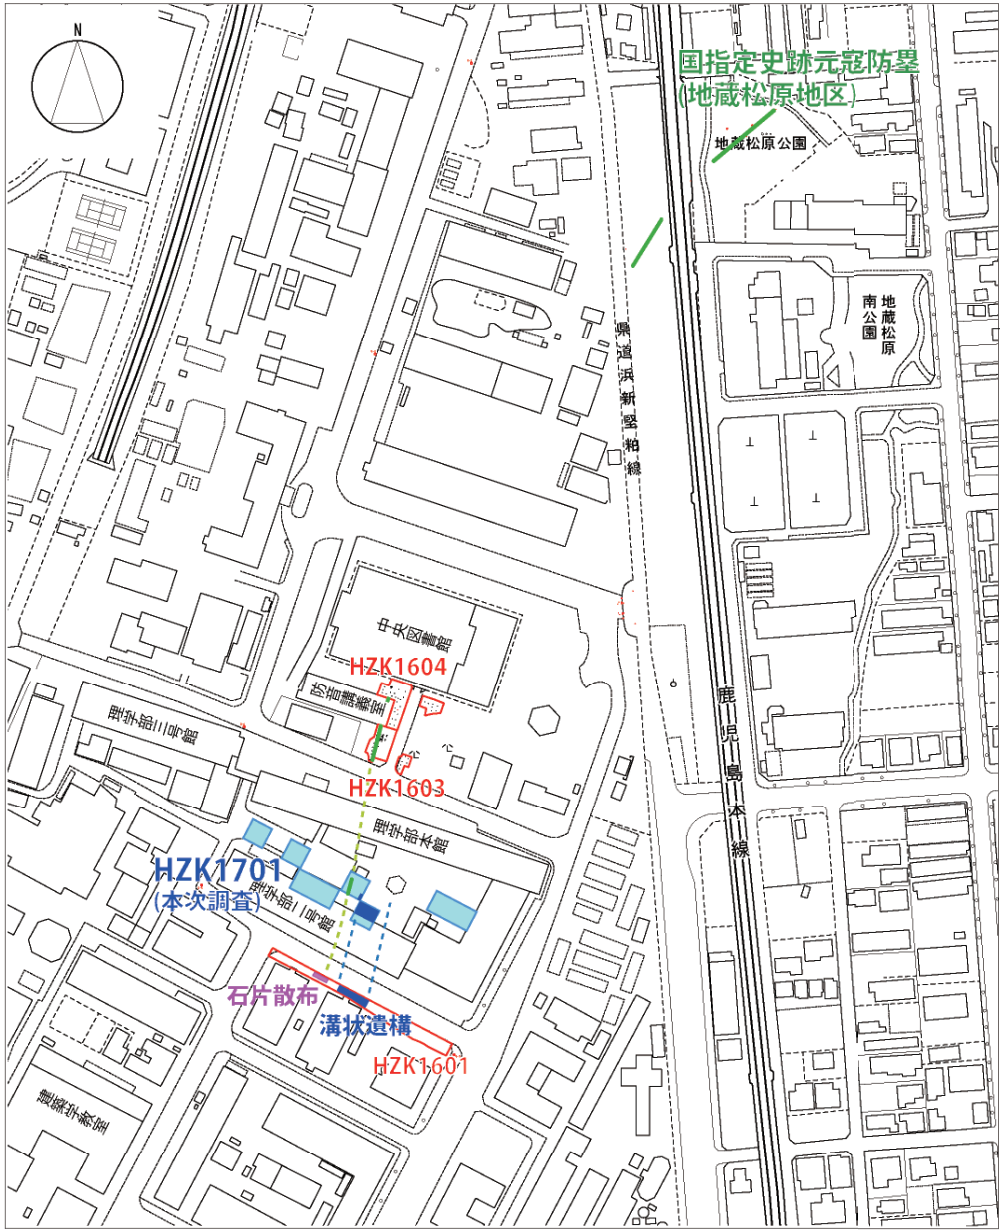 N
国指定史跡元寇防塁
(地蔵松原地区)
地蔵松原公園
地蔵松原
南公園
県道浜新堅粕線
中央図書館
HZK1604
防音講義室
理学部三号館
HZK1603
鹿児島本線
理学部本館
HZK1701
(本次調査)
理学部二号館
石片散布
溝状遺構
HZK1601
建築学教室